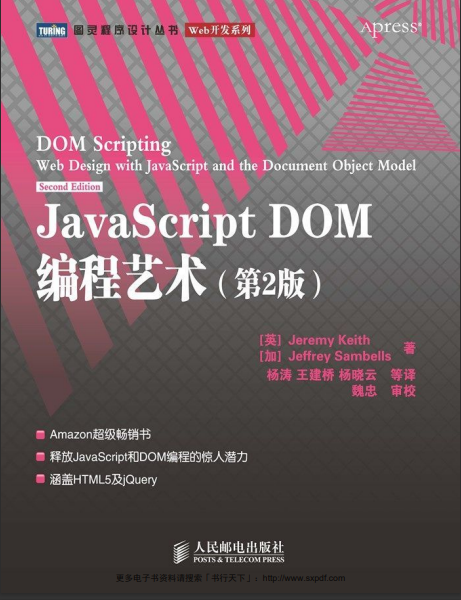 TURING 图灵程序设计丛书 Web开发系列
Apress®
DOM Scripting
Web Design with JavaScript and the Document Object Model
Second Edition
JavaScript DOM
编程艺术（第2版）
[英] Jeremy Keith
[加] Jeffrey Sambells 著
杨涛 王建桥 杨晓云 等译
魏忠 审校
Amazon超级畅销书
释放JavaScript和DOM编程的惊人潜力
涵盖HTML5及jQuery
人民邮电出版社
POSTS & TELECOM PRESS
更多电子书资料请搜索「书行天下」：http://www.sxpdf.com